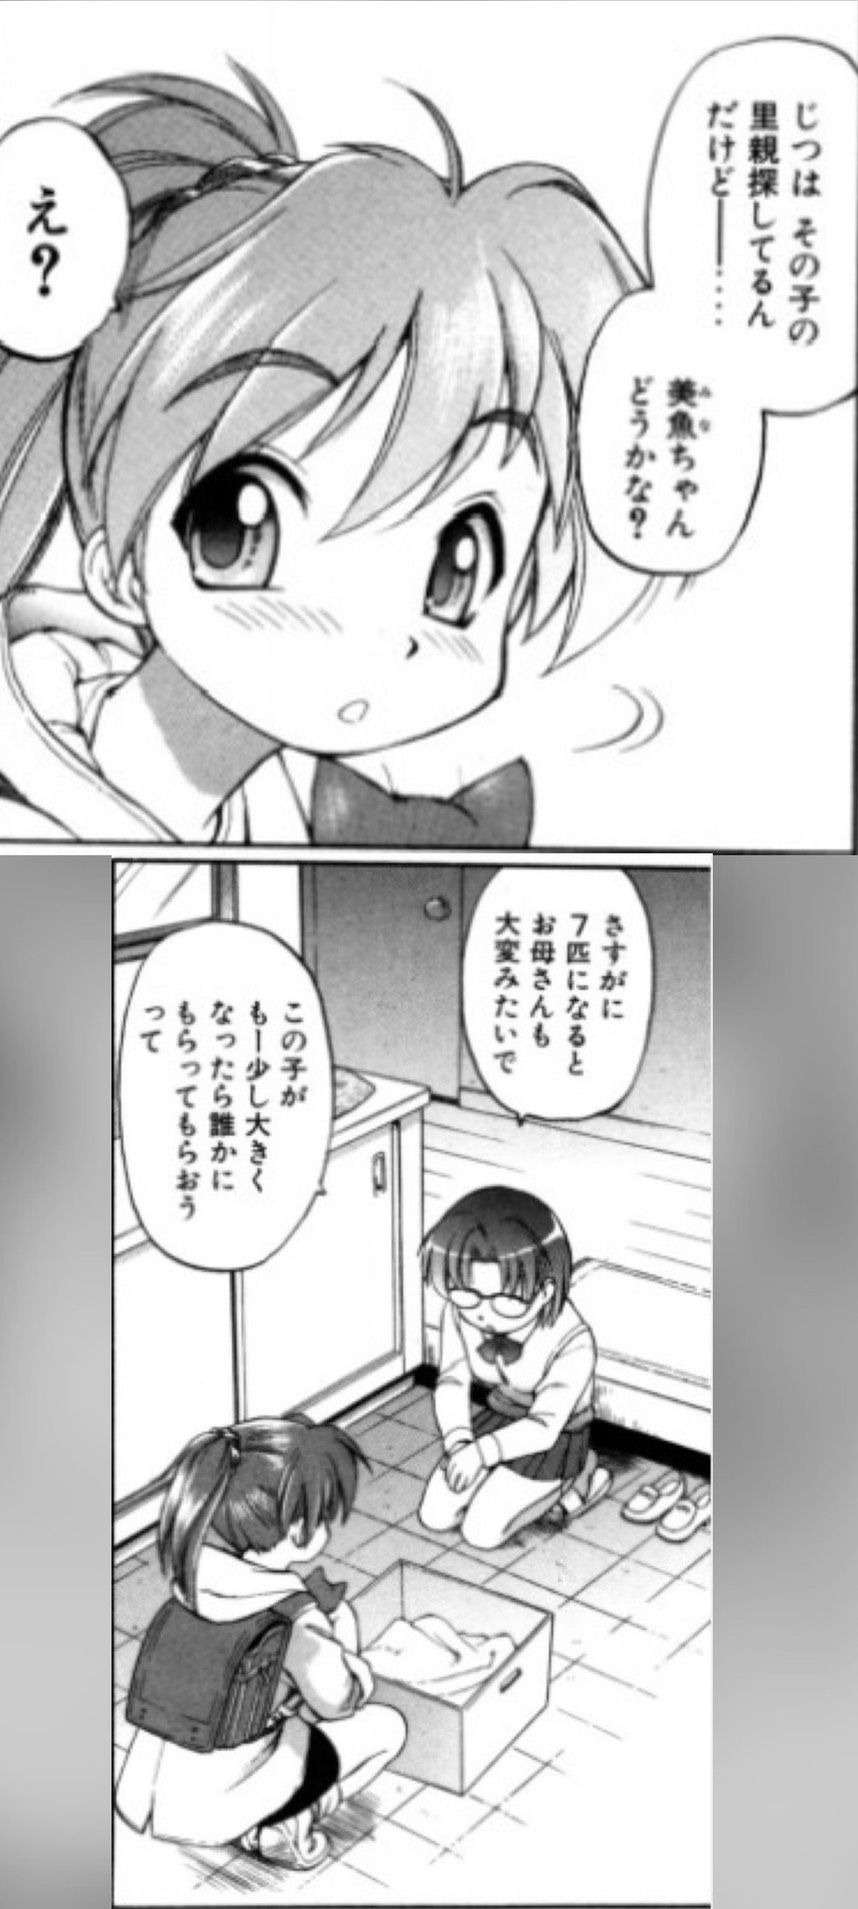 じつは その子の
里親探してるん
だけど――‥‥
美魚ちゃん
みな
どうかな?
え?
さすがに
7匹になると
お母さんも
大変みたいで
この子が
もー少し大きく
なったら誰かに
もらってもらおう
って